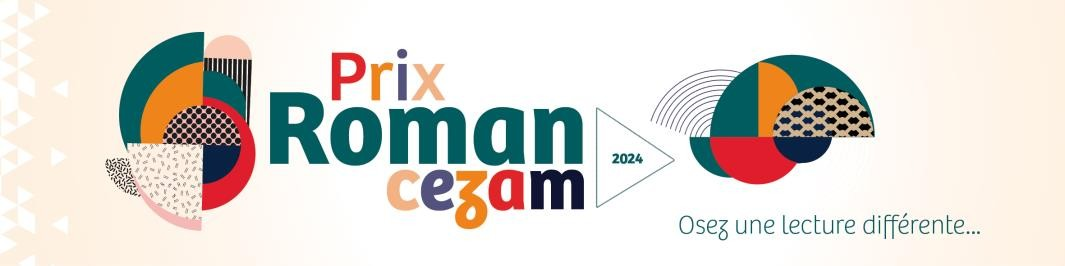 Prix
Roman
cezam
2024
Osez une lecture différente...